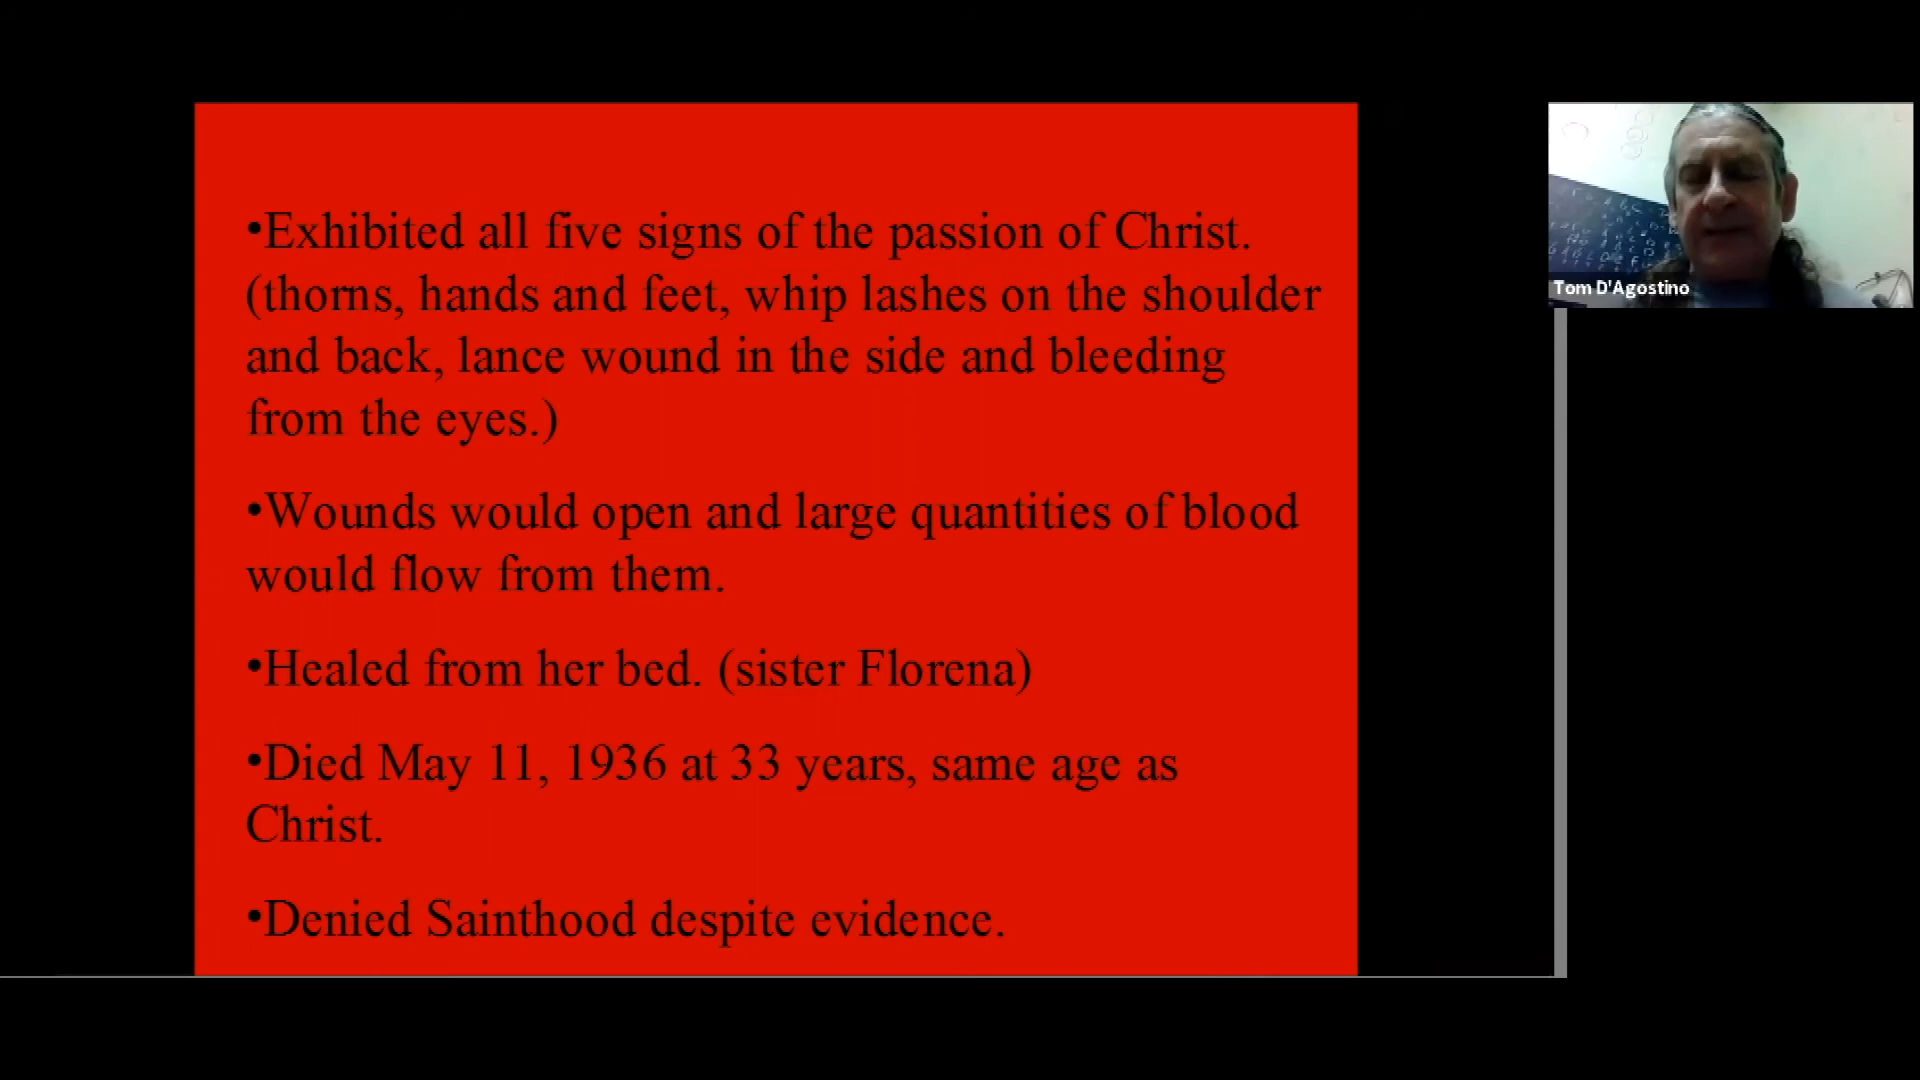 •Exhibited all five signs of the passion of Christ.
(thorns, hands and feet, whip lashes on the shoulder
and back, lance wound in the side and bleeding
from the eyes.)
•Wounds would open and large quantities of blood
would flow from them.
•Healed from her bed. (sister Florena)
•Died May 11, 1936 at 33 years, same age as
Christ.
•Denied Sainthood despite evidence.
Tom D'Agostino